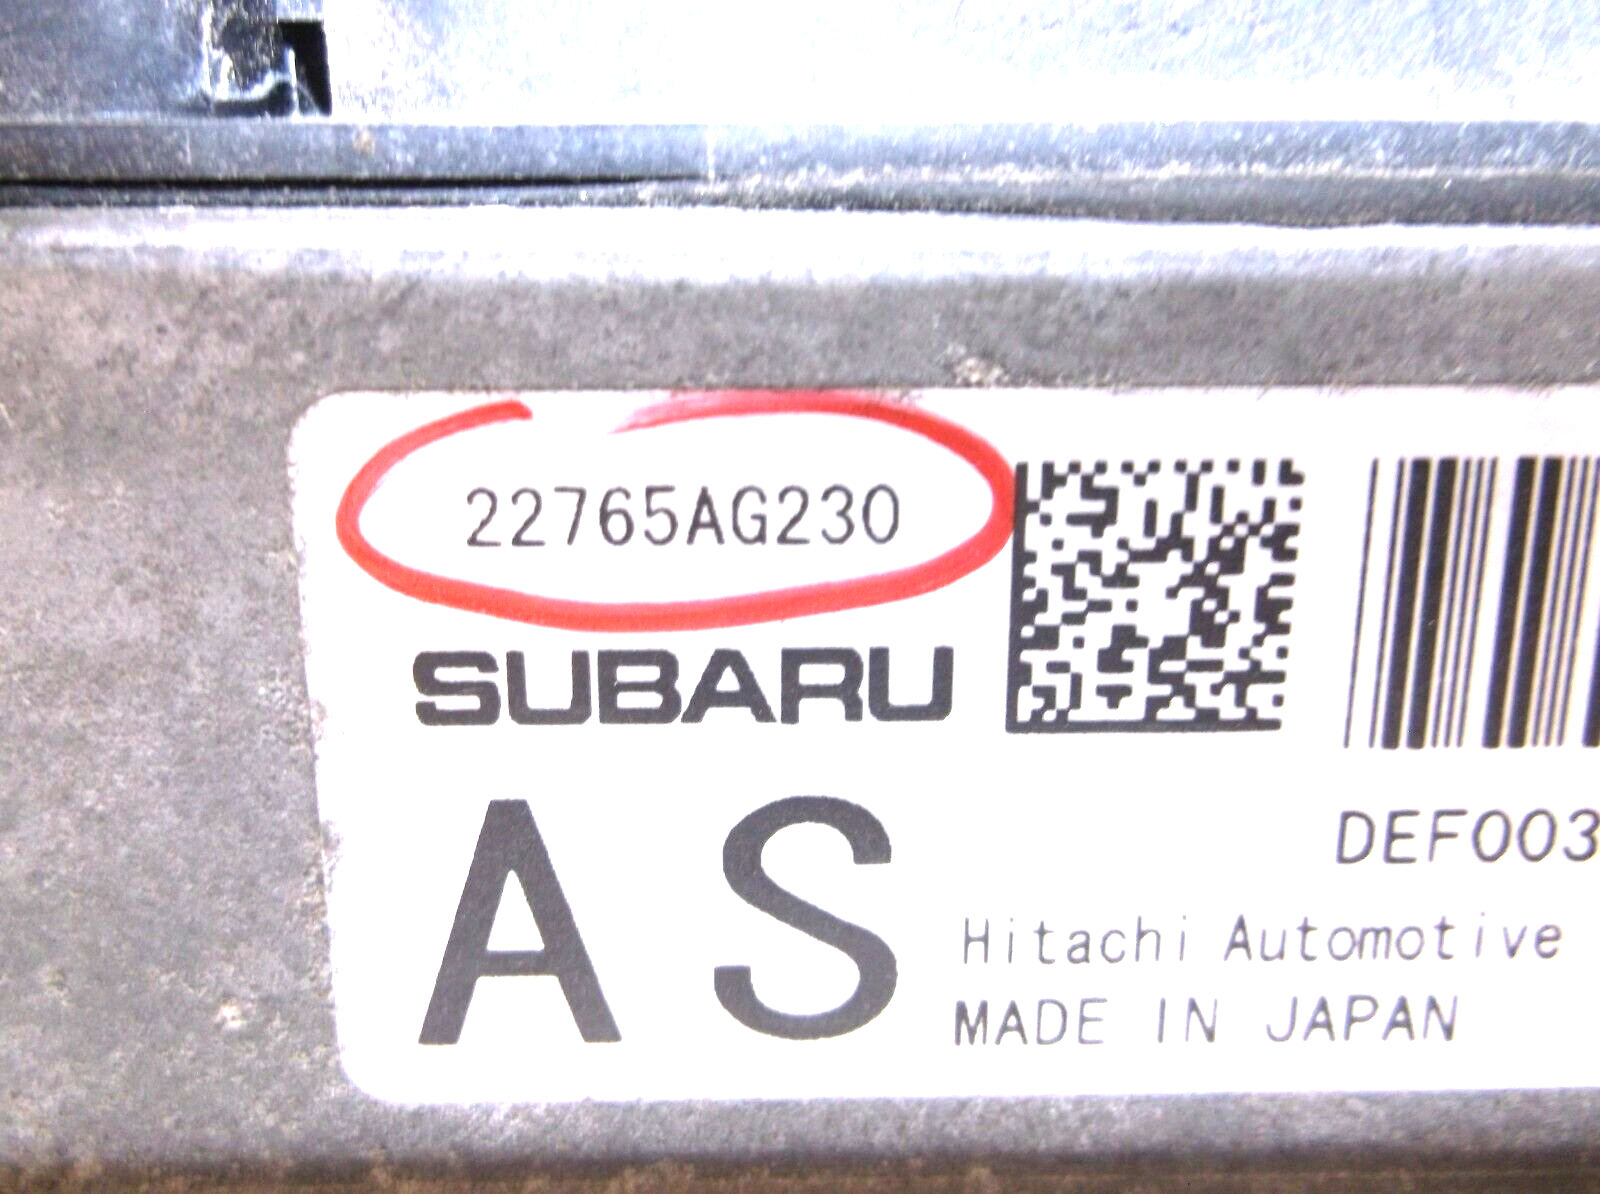 22765AG230
SUBARU
AS
DEF003
Hitachi Automotive
MADE IN JAPAN